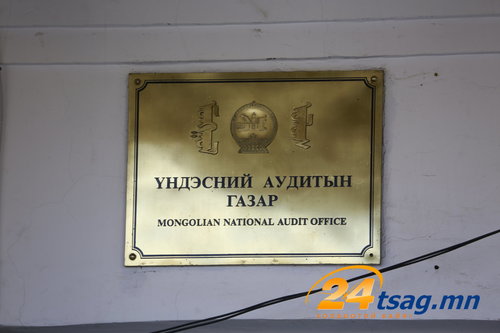 ҮНДЭСНИЙ АУДИТЫН
ГАЗАР
MONGOLIAN NATIONAL AUDIT OFFICE
24tsag.mn